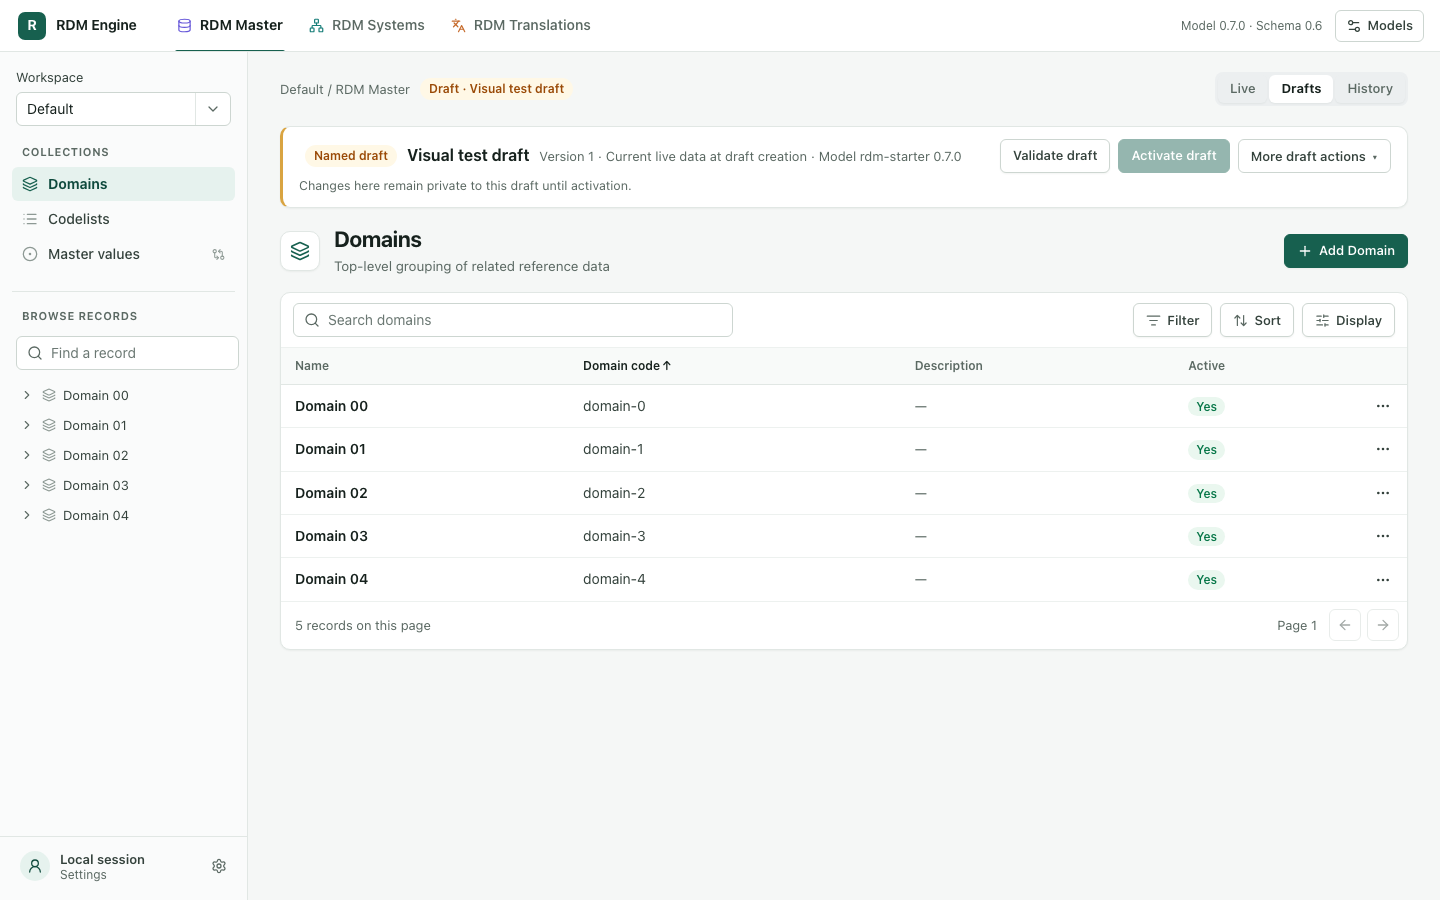 R RDM Engine RDM Master RDM Systems RDM Translations Model 0.7.0 · Schema 0.6 Models
Workspace
Default
COLLECTIONS
Domains
Codelists
Master values
BROWSE RECORDS
Find a record
Domain 00
Domain 01
Domain 02
Domain 03
Domain 04
Local session
Settings
Default / RDM Master Draft · Visual test draft Live Drafts History
Named draft Visual test draft Version 1 · Current live data at draft creation · Model rdm-starter 0.7.0 Validate draft Activate draft More draft actions
Changes here remain private to this draft until activation.
Domains
Top-level grouping of related reference data
Add Domain
Search domains Filter Sort Display
Name Domain code ↑ Description Active
Domain 00 domain-0 — Yes ...
Domain 01 domain-1 — Yes ...
Domain 02 domain-2 — Yes ...
Domain 03 domain-3 — Yes ...
Domain 04 domain-4 — Yes ...
5 records on this page Page 1